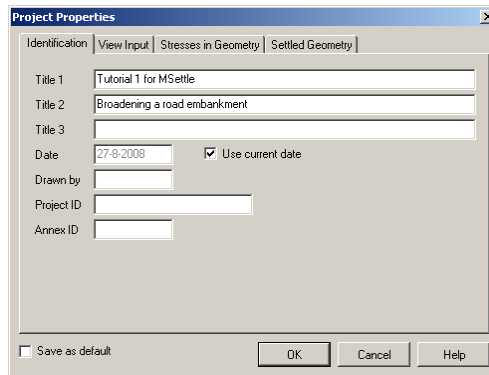 Project Properties
Identification View Input Stresses in Geometry Settled Geometry
Title 1 Tutorial 1 for MSettle
Title 2 Broadening a road embankment
Title 3
Date 27-8-2008 Use current date
Drawn by
Project ID
Annex ID
Save as default OK Cancel Help